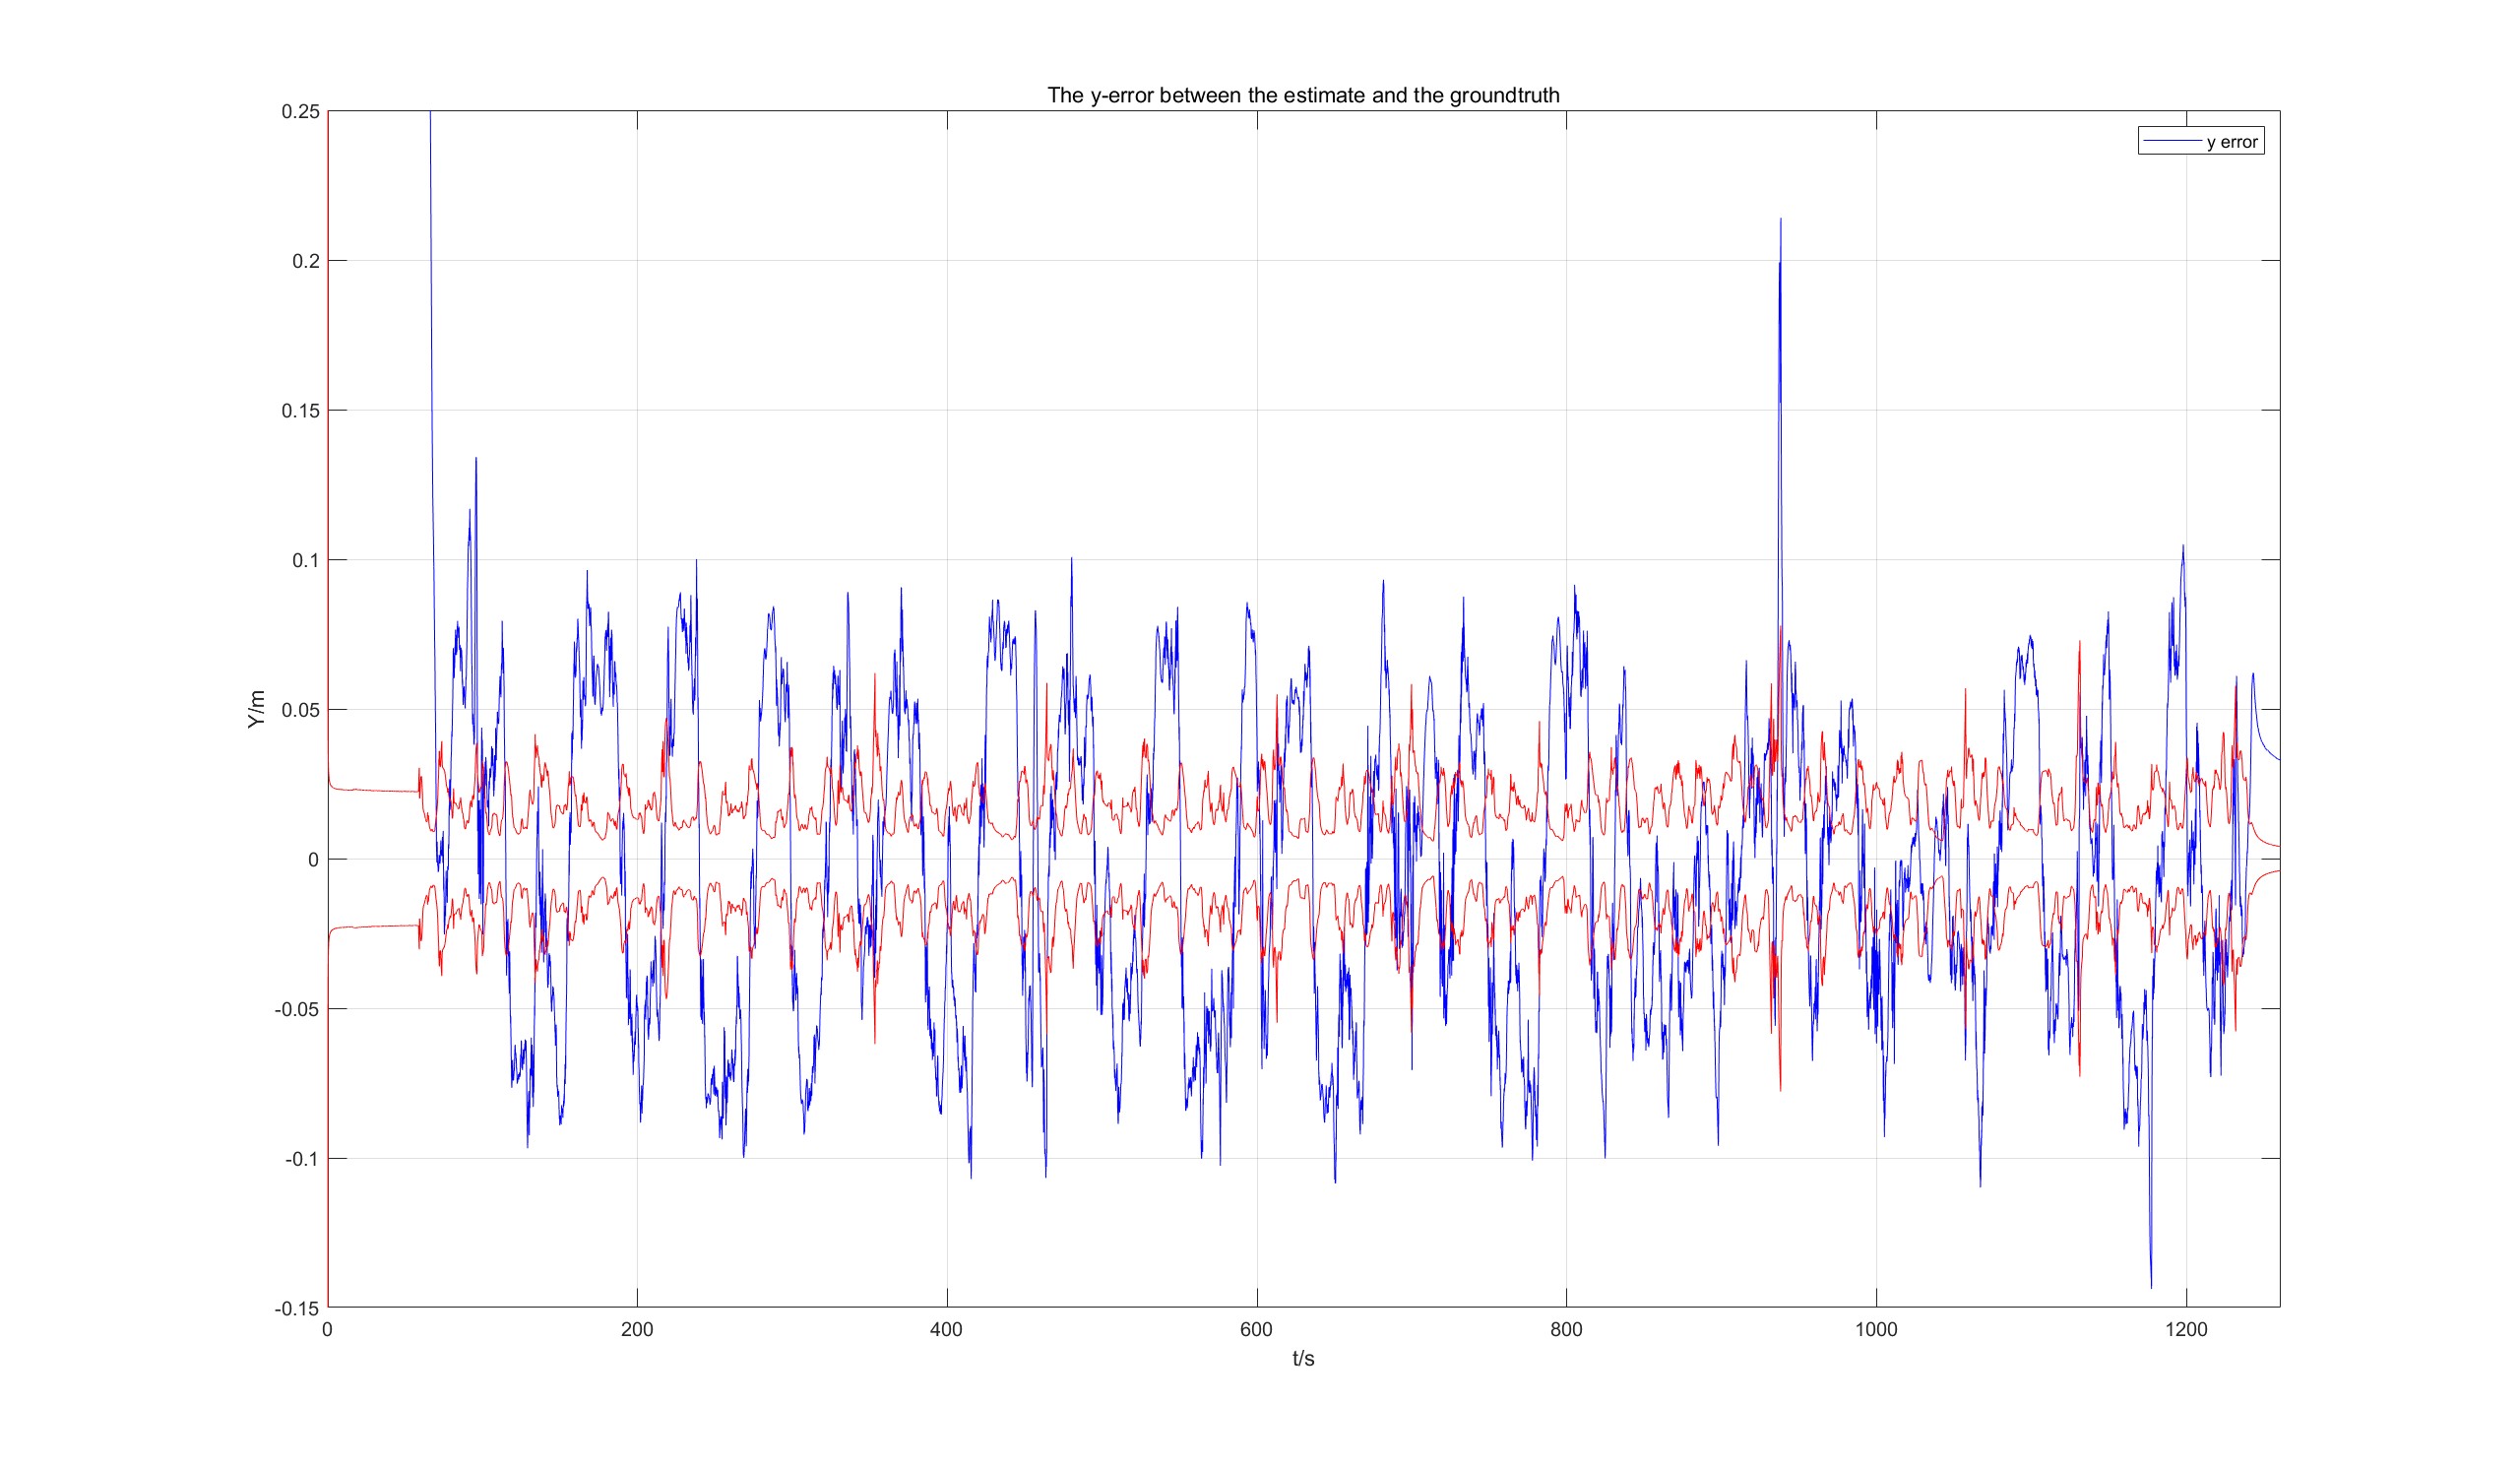 The y-error between the estimate and the groundtruth
y error
0.25
0.2
0.15
0.1
0.05
0
-0.05
-0.1
-0.15
Y/m
0 200 400 600 800 1000 1200
t/s